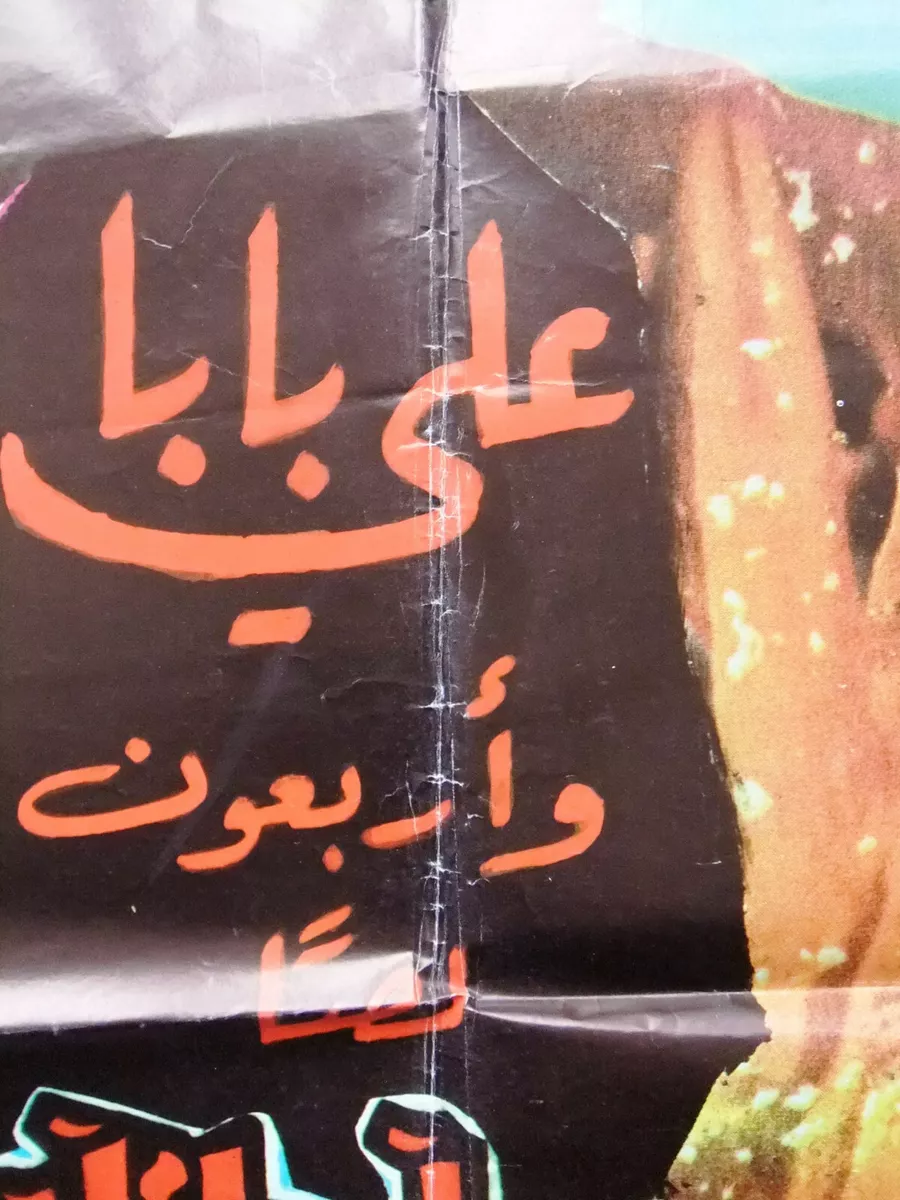 علي بابا
وأربعون
لصًا